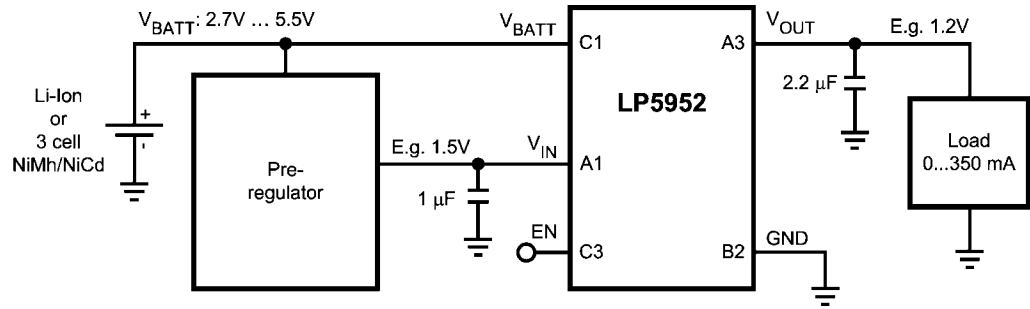 V_BATT: 2.7V ... 5.5V
V_BATT
C1
A3
V_OUT
E.g. 1.2V
Li-Ion
or
3 cell
NiMh/NiCd
+
-
LP5952
2.2 μF
Load
0...350 mA
Pre-
regulator
E.g. 1.5V
V_IN
A1
1 μF
EN
C3
B2
GND